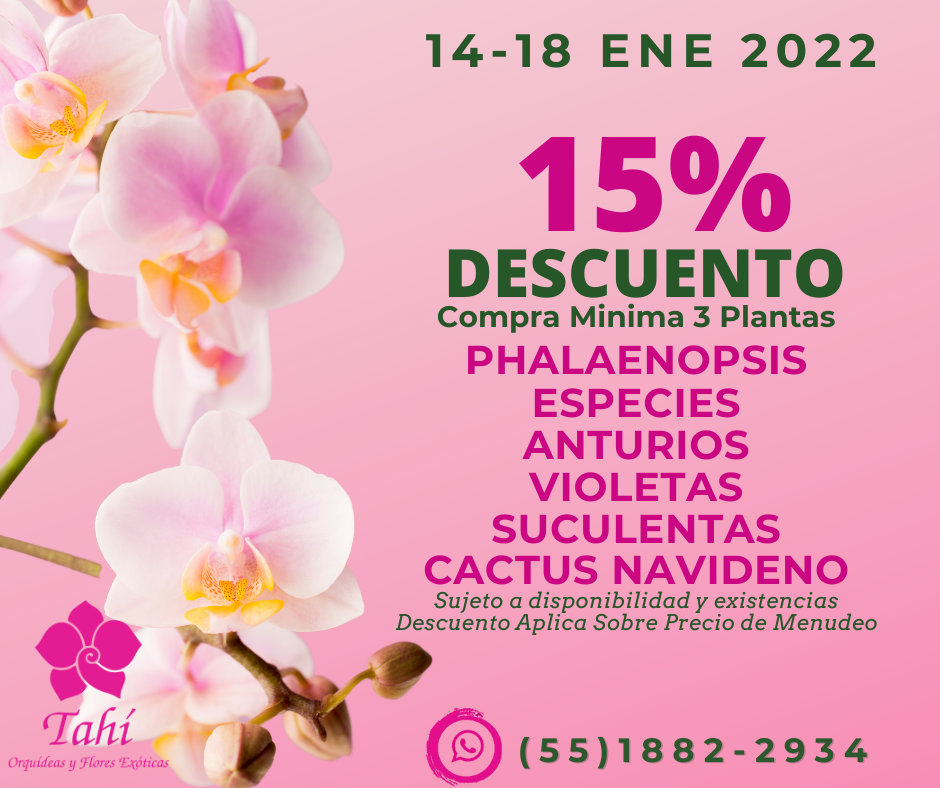 14-18 ENE 2022
15%
DESCUENTO
Compra Minima 3 Plantas
PHALAENOPSIS
ESPECIES
ANTURIOS
VIOLETAS
SUCULENTAS
CACTUS NAVIDENO
Sujeto a disponibilidad y existencias
Descuento Aplica Sobre Precio de Menudeo
Tahí
Orquídeas y Flores Exóticas
(55)1882-2934